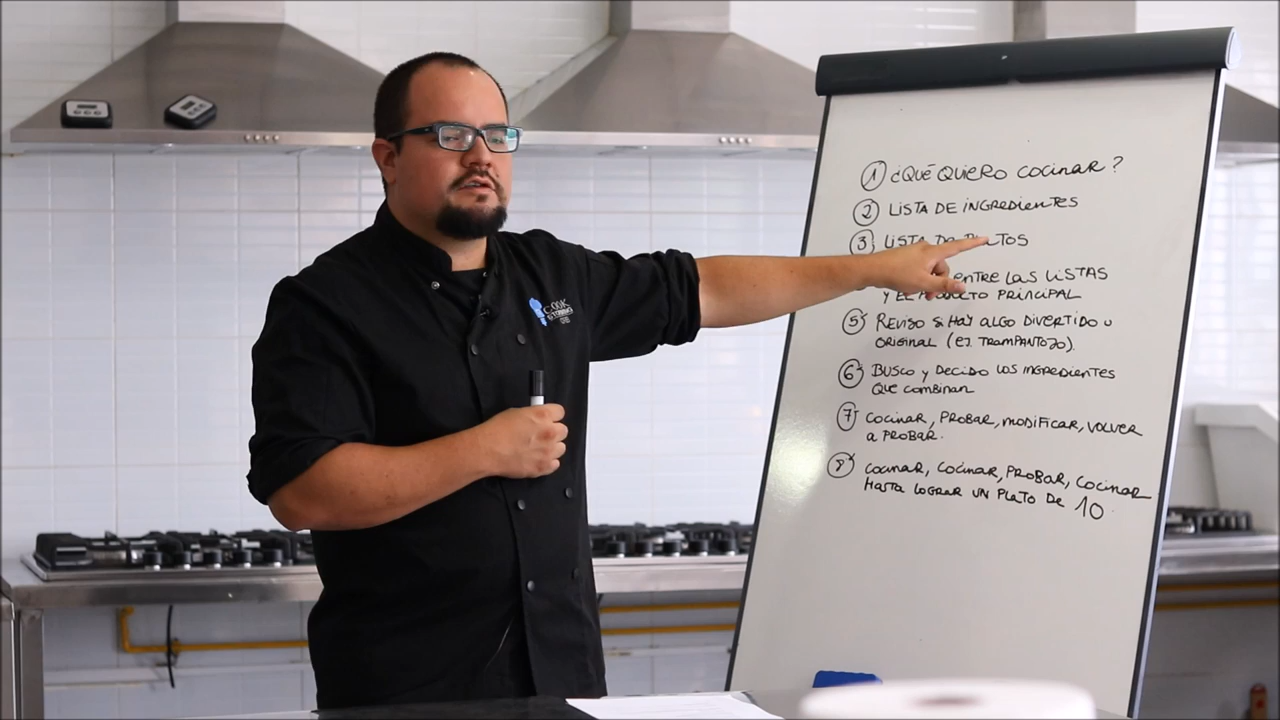 COOK
STORMING
① ¿QUÉ QUIERO COCINAR?
② LISTA DE INGREDIENTES
③ LISTA DE PLATOS
ENTRE LAS LISTAS
Y EL PRODUCTO PRINCIPAL
⑤ REVISO SI HAY ALGO DIVERTIDO U
ORIGINAL (EJ. TRAMPANTOJO).
⑥ BUSCO Y DECIDO LOS INGREDIENTES
QUE COMBINAN
⑦ COCINAR, PROBAR, MODIFICAR, VOLVER
A PROBAR.
⑧ COCINAR, COCINAR, PROBAR, COCINAR
HASTA LOGRAR UN PLATO DE 10.